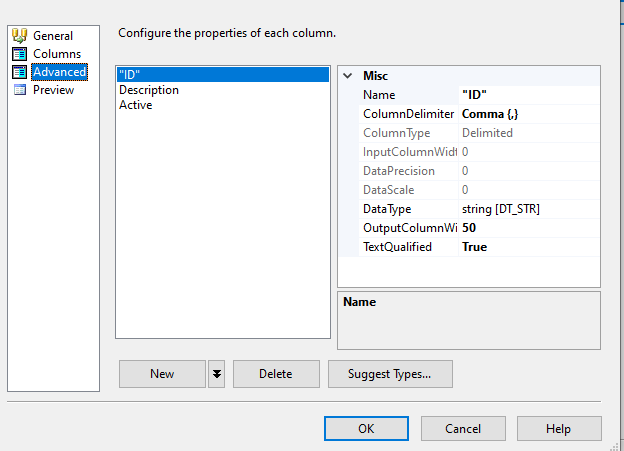 Configure the properties of each column.
General
Columns
Advanced
Preview
"ID"
Description
Active
Misc
Name "ID"
ColumnDelimiter Comma {,}
ColumnType Delimited
InputColumnWidt 0
DataPrecision 0
DataScale 0
DataType string [DT_STR]
OutputColumnWi 50
TextQualified True
Name
New
Delete
Suggest Types...
OK
Cancel
Help